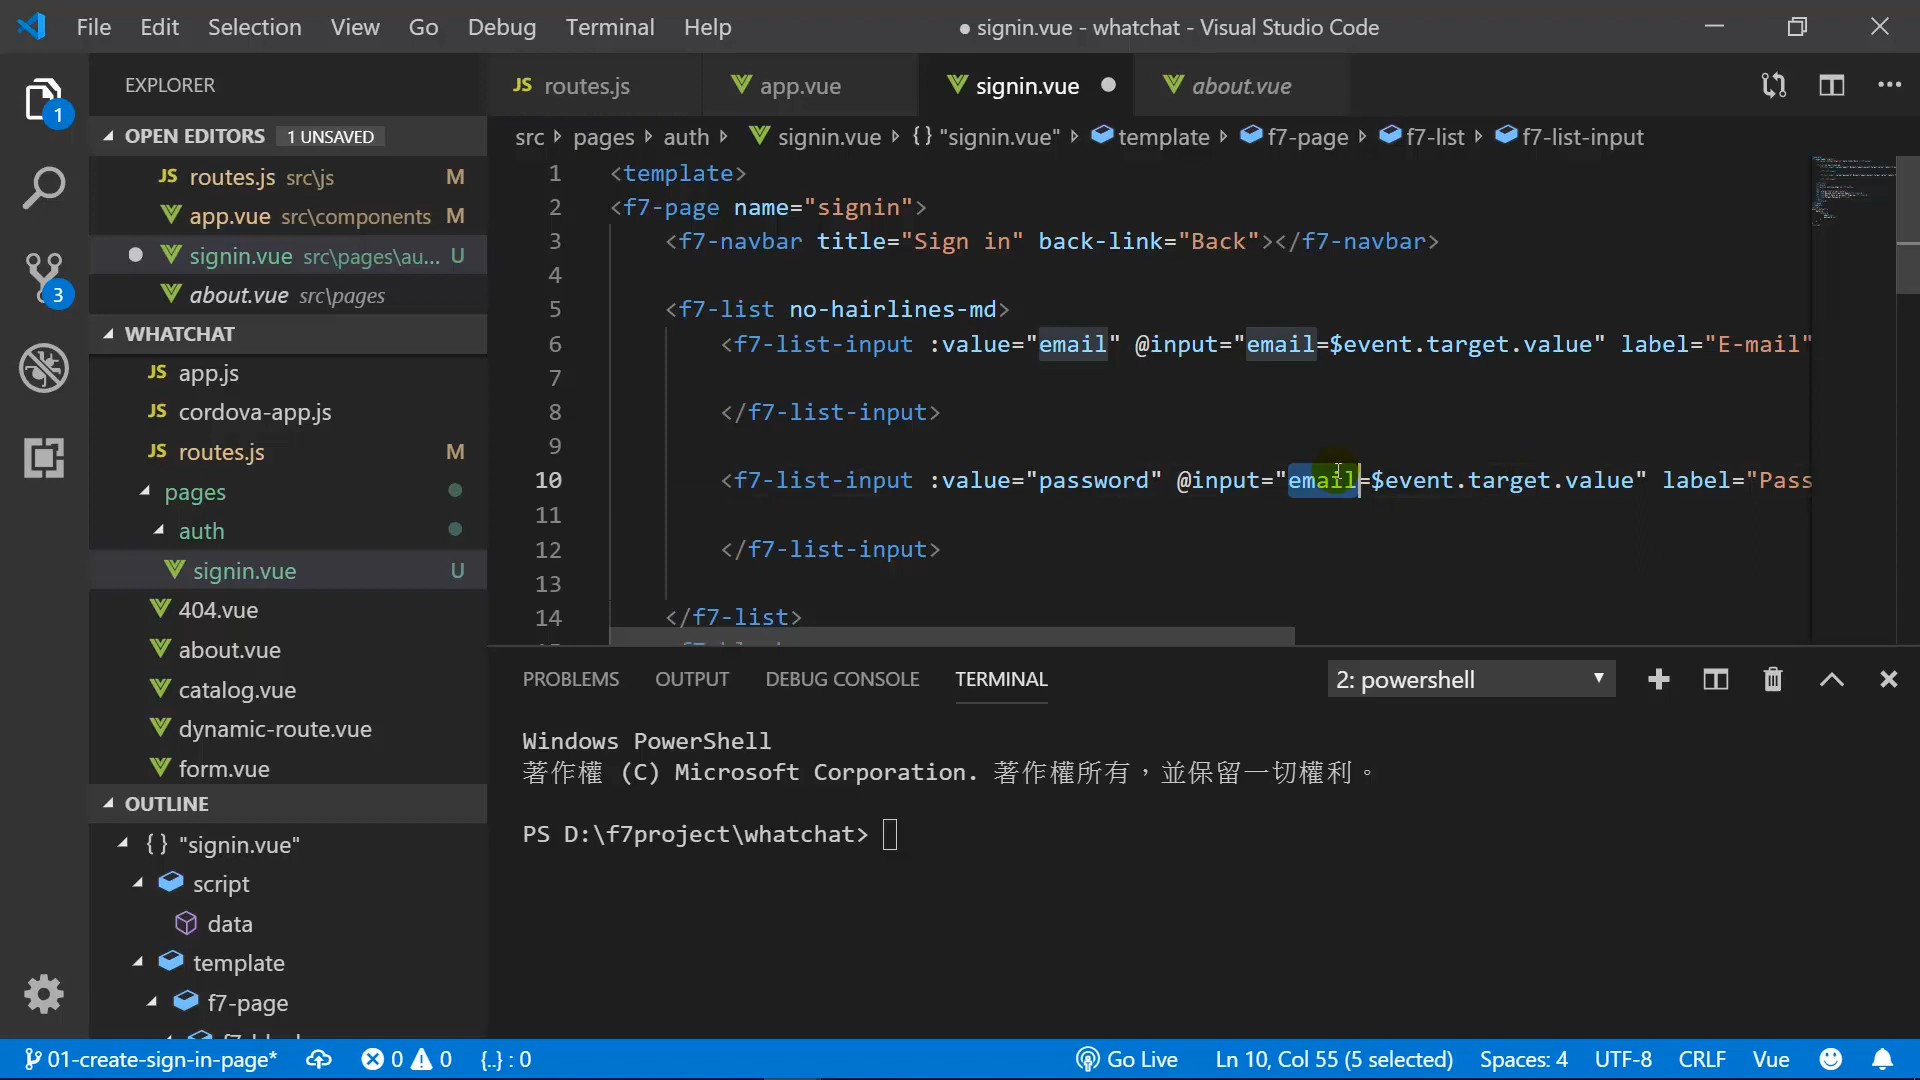 File Edit Selection View Go Debug Terminal Help
● signin.vue - whatchat - Visual Studio Code
EXPLORER
JS routes.js
app.vue
signin.vue
about.vue
1
OPEN EDITORS 1 UNSAVED
src pages auth signin.vue {} "signin.vue" template f7-page f7-list f7-list-input
JS routes.js src\js M
app.vue src\components M
signin.vue src\pages\au... U
about.vue src\pages
3
WHATCHAT
JS app.js
JS cordova-app.js
JS routes.js M
pages
auth
signin.vue U
404.vue
about.vue
catalog.vue
dynamic-route.vue
form.vue
OUTLINE
{} "signin.vue"
script
data
template
f7-page
1 <template>
2 <f7-page name="signin">
3 <f7-navbar title="Sign in" back-link="Back"></f7-navbar>
4
5 <f7-list no-hairlines-md>
6 <f7-list-input :value="email" @input="email=$event.target.value" label="E-mail"
7
8 </f7-list-input>
9
10 <f7-list-input :value="password" @input="email=$event.target.value" label="Pass
11
12 </f7-list-input>
13
14 </f7-list>
PROBLEMS OUTPUT DEBUG CONSOLE TERMINAL
2: powershell
Windows PowerShell
著作權 (C) Microsoft Corporation. 著作權所有，並保留一切權利。
PS D:\f7project\whatchat>
01-create-sign-in-page* 0 0 {..} : 0
Go Live Ln 10, Col 55 (5 selected) Spaces: 4 UTF-8 CRLF Vue